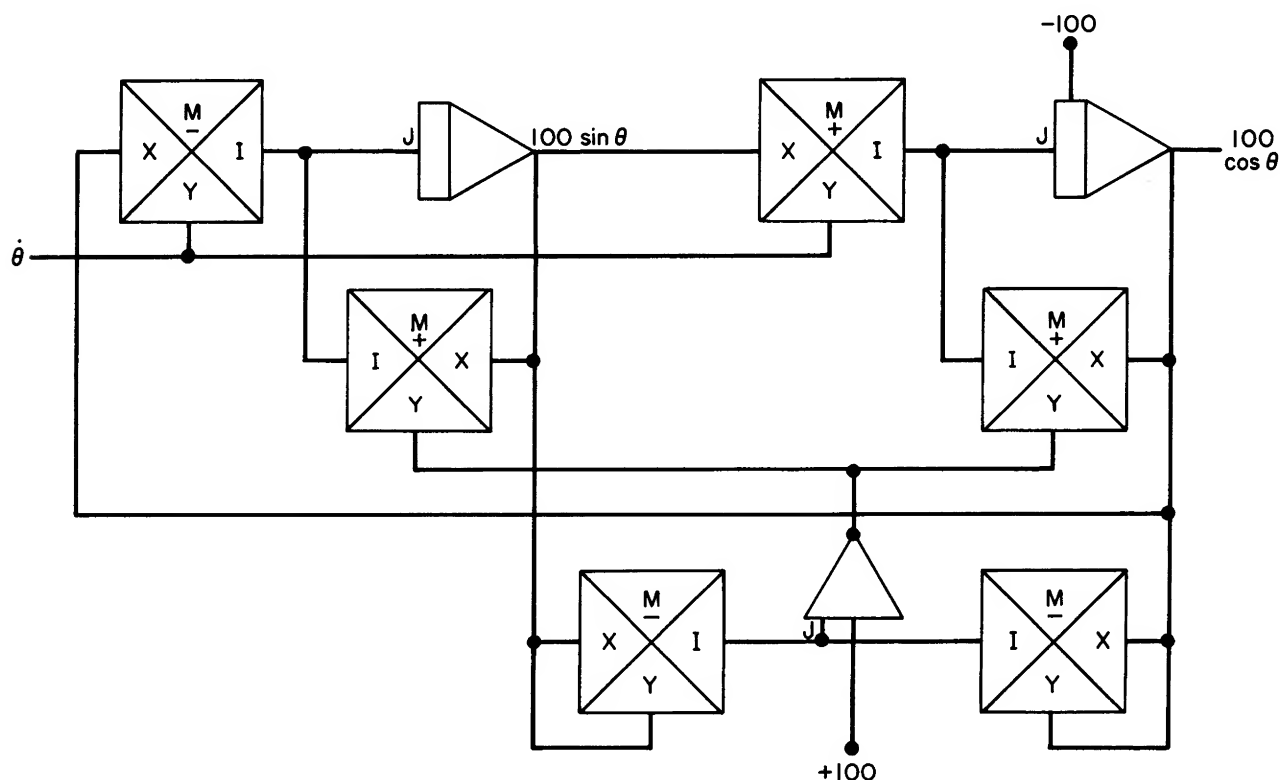 -100
M
-
X I
Y
J
100 sin θ
M
+
X I
Y
J
100
cos θ
θ̇
M
+
I X
Y
M
+
I X
Y
M
-
X I
Y
J
M
-
I X
Y
+100